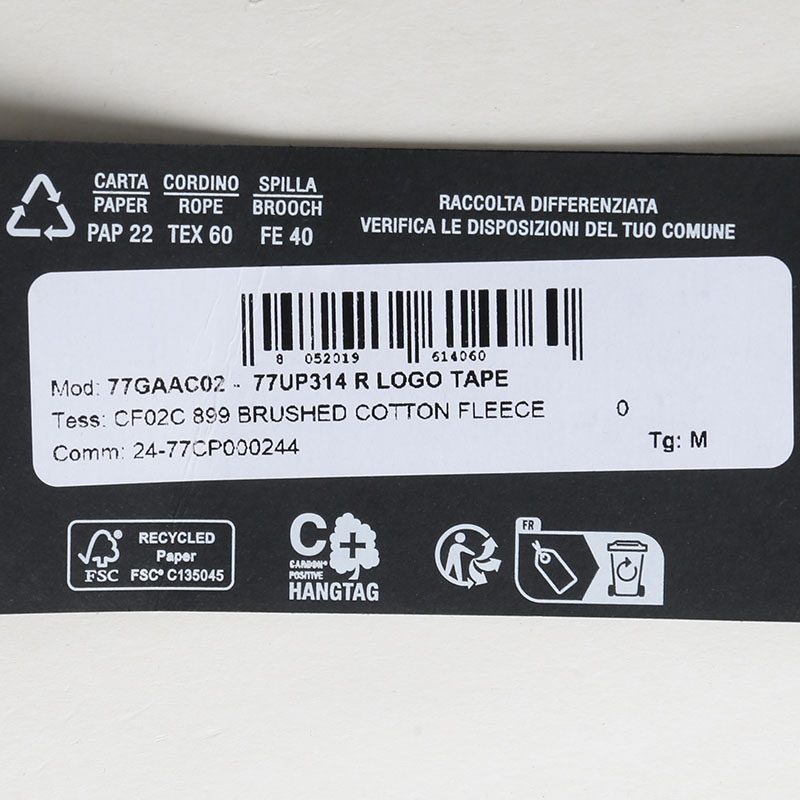 CARTA CORDINO SPILLA
PAPER ROPE BROOCH
PAP 22 TEX 60 FE 40
RACCOLTA DIFFERENZIATA
VERIFICA LE DISPOSIZIONI DEL TUO COMUNE
8 052019 614060
Mod: 77GAAC02 - 77UP314 R LOGO TAPE
Tess: CF02C 899 BRUSHED COTTON FLEECE 0
Comm: 24-77CP000244
Tg: M
FSC
RECYCLED
Paper
FSC® C135045
C+
CARBON®
POSITIVE
HANGTAG
FR